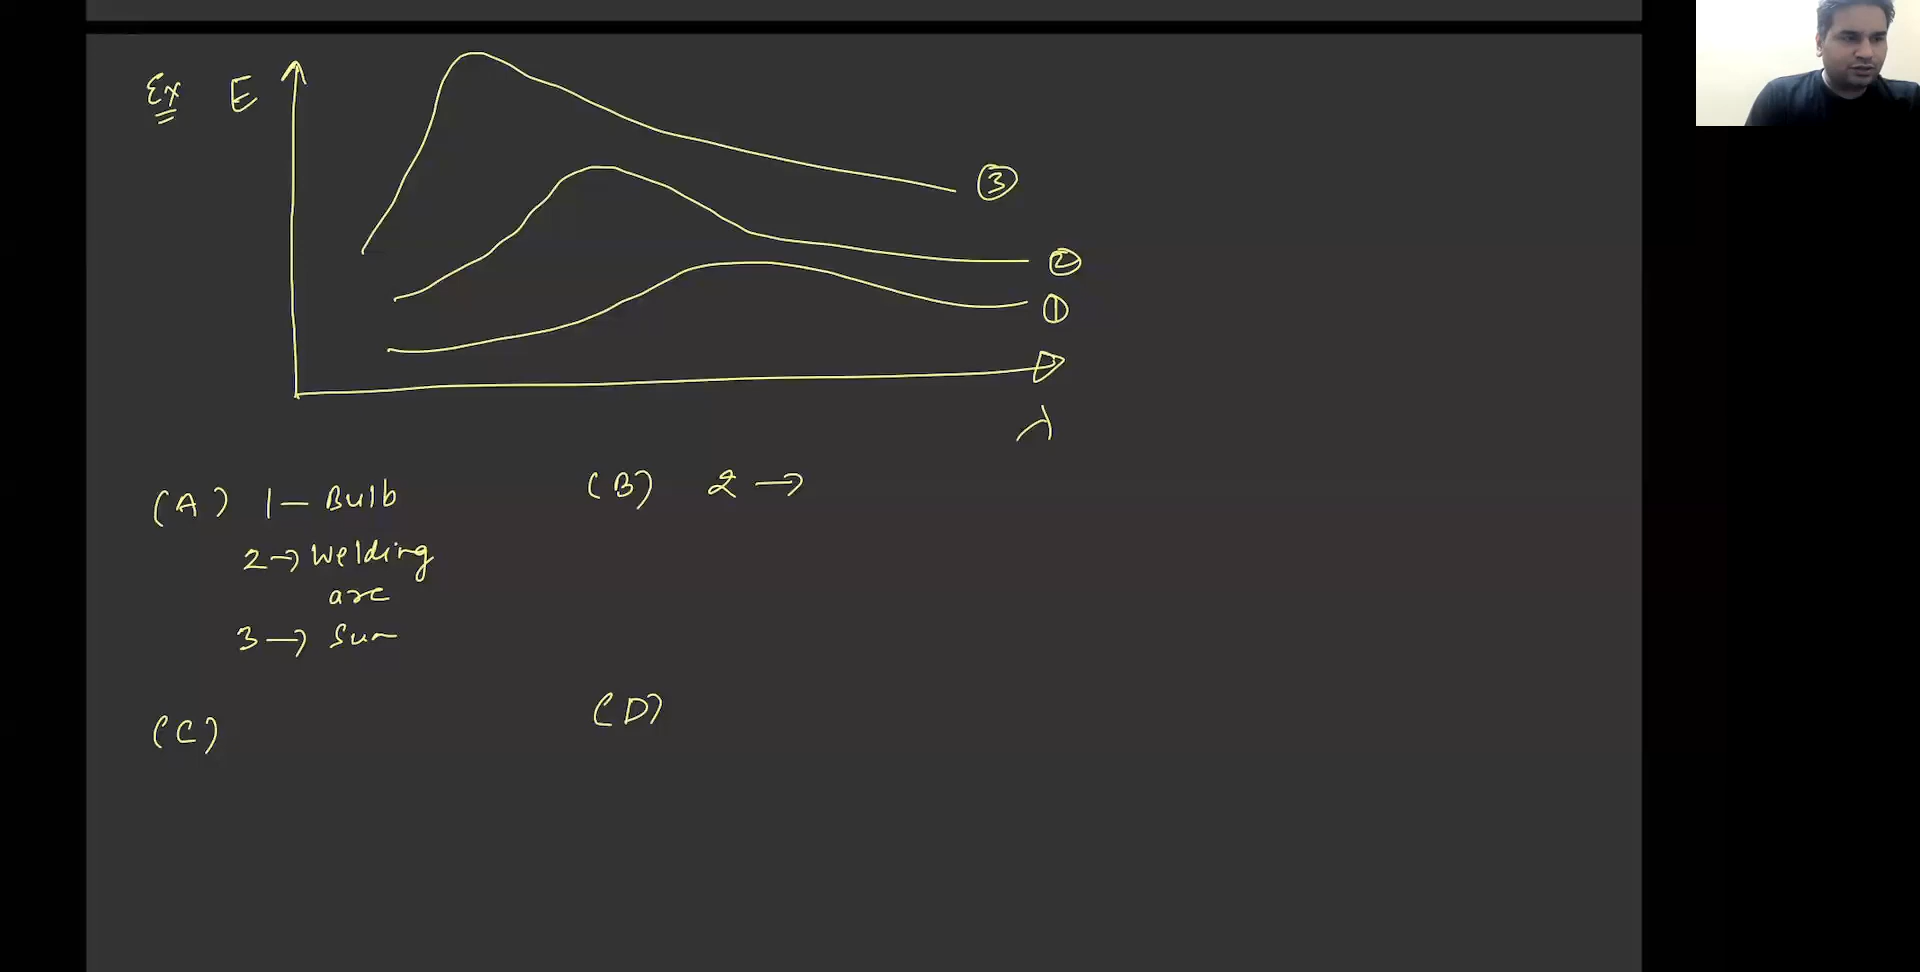 Ex E
③
②
①
λ
(A) 1 — Bulb
2 → Welding
arc
3 → Sun
(B) 2 →
(C)
(D)